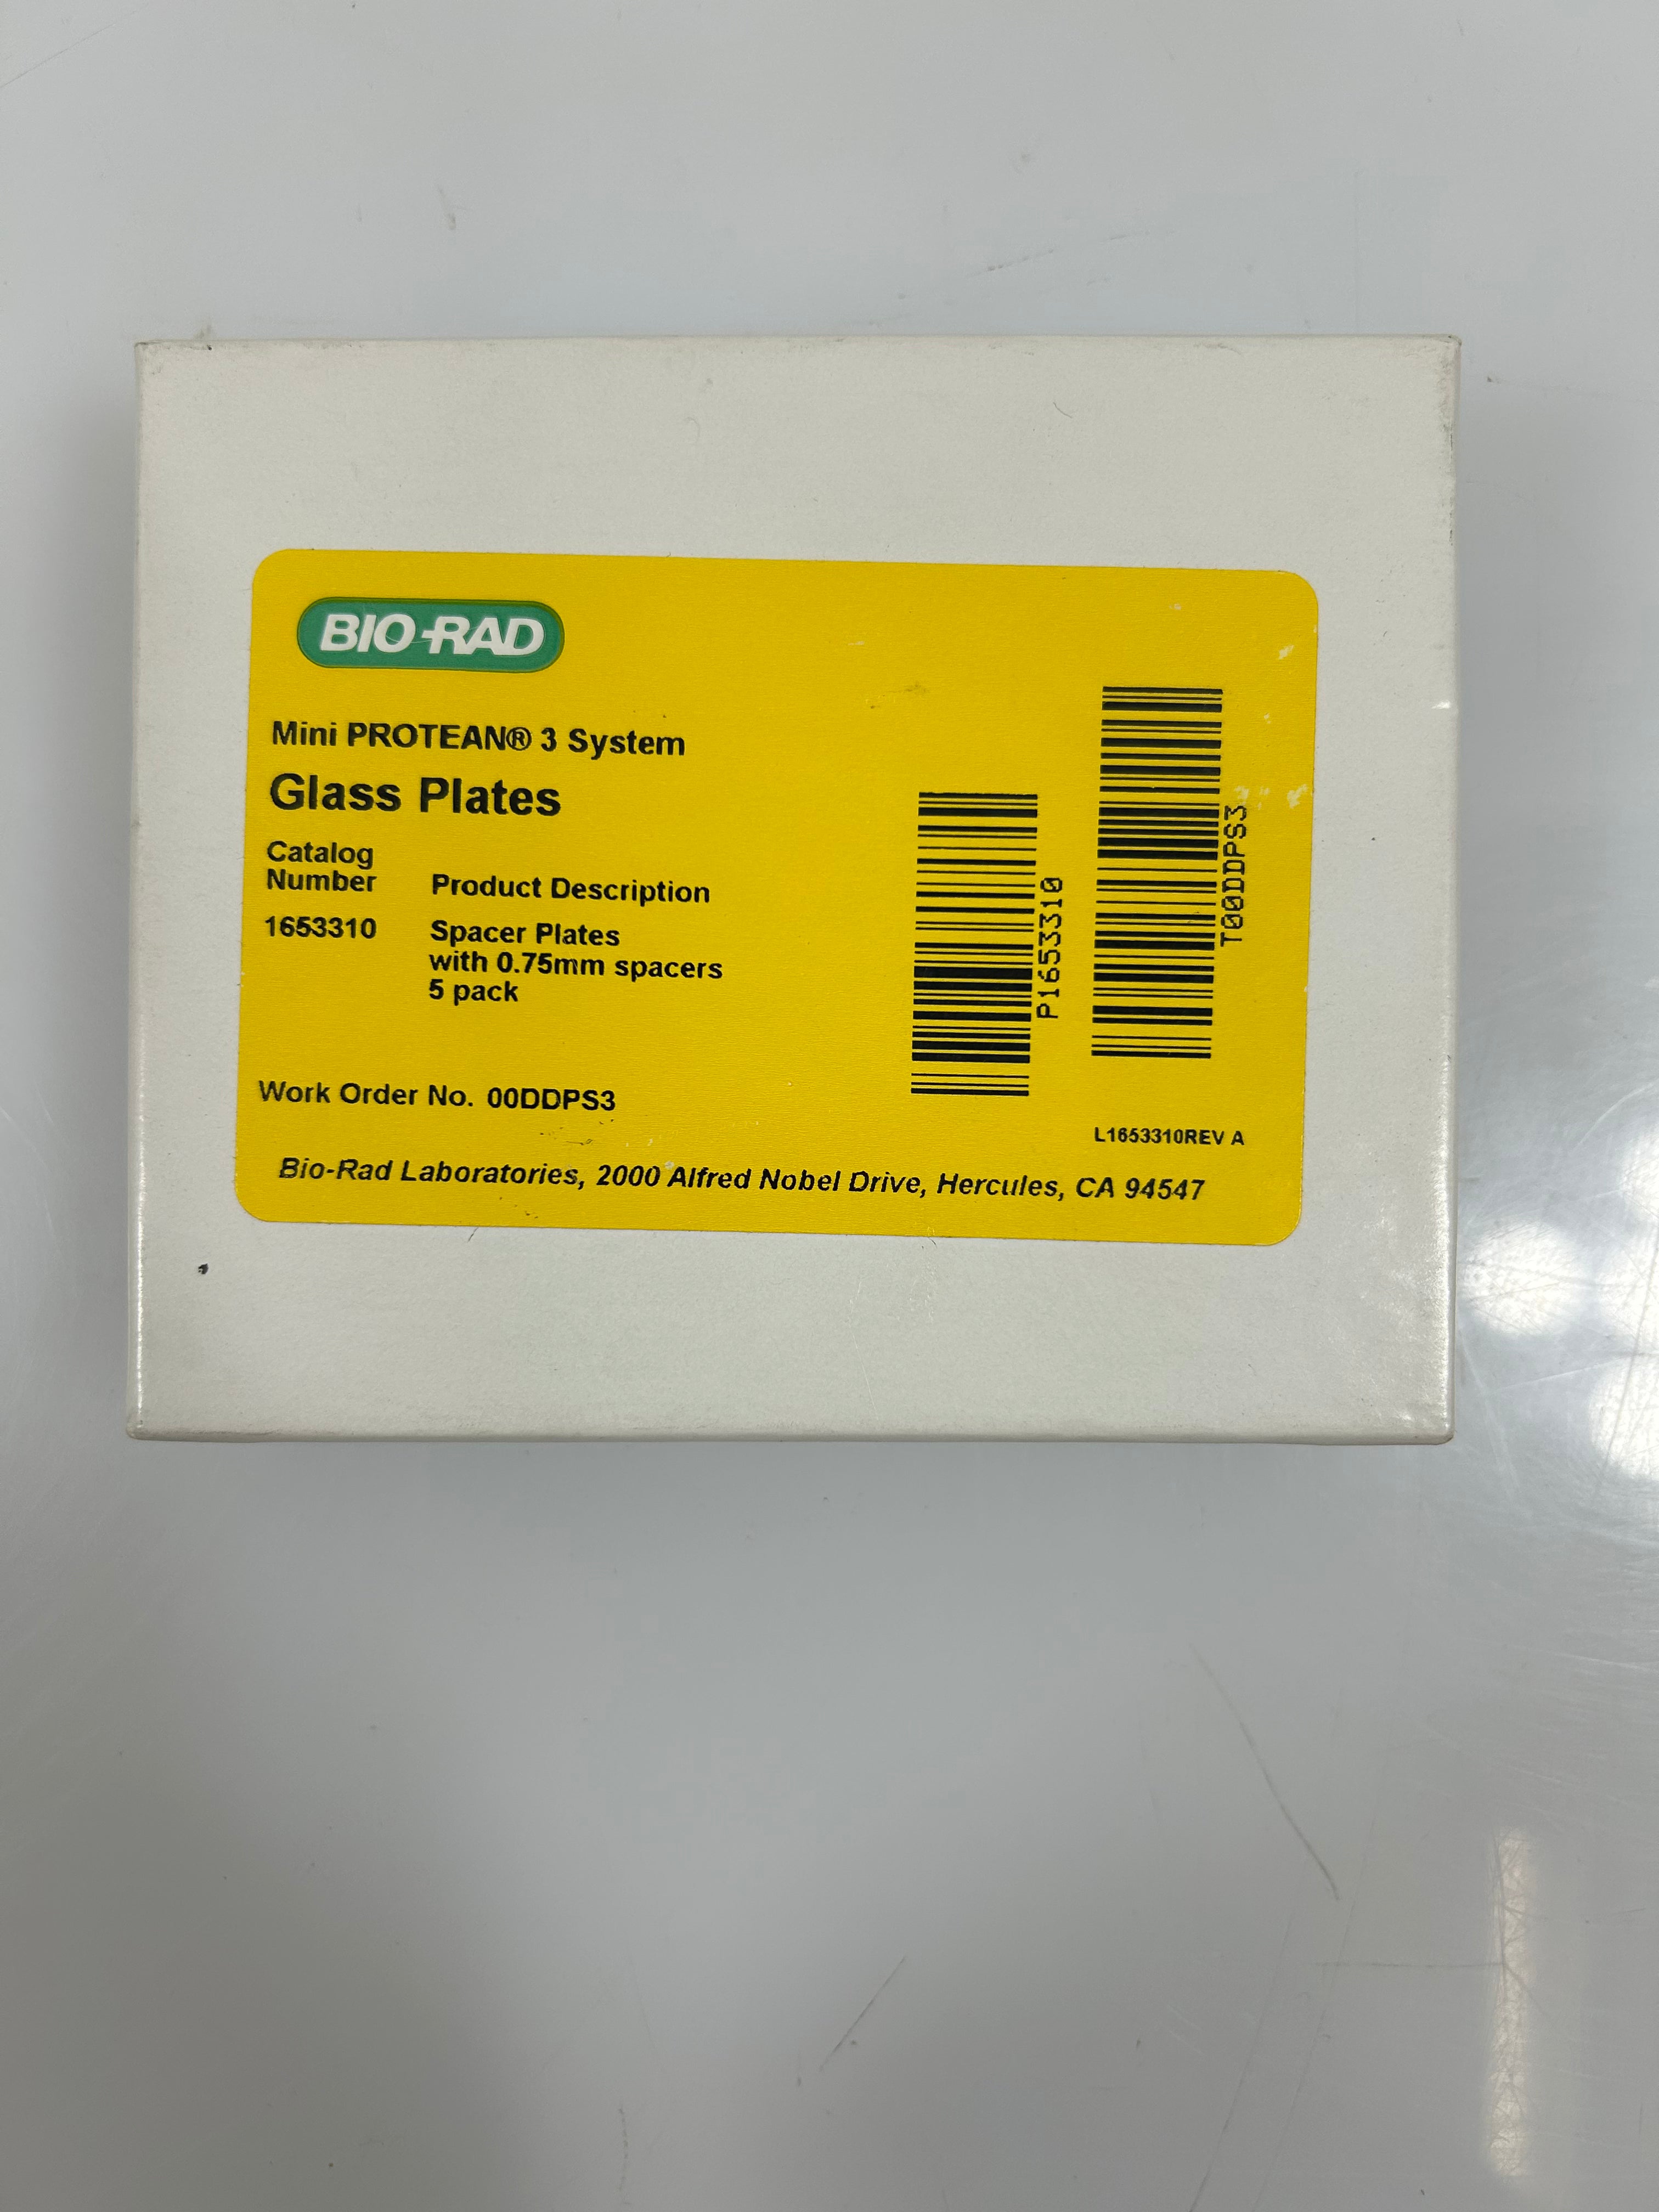 BIO-RAD
Mini PROTEAN® 3 System
Glass Plates
Catalog
Number Product Description
1653310 Spacer Plates
with 0.75mm spacers
5 pack
Work Order No. 00DDPS3
P1653310
T00DDPS3
L1653310REV A
Bio-Rad Laboratories, 2000 Alfred Nobel Drive, Hercules, CA 94547